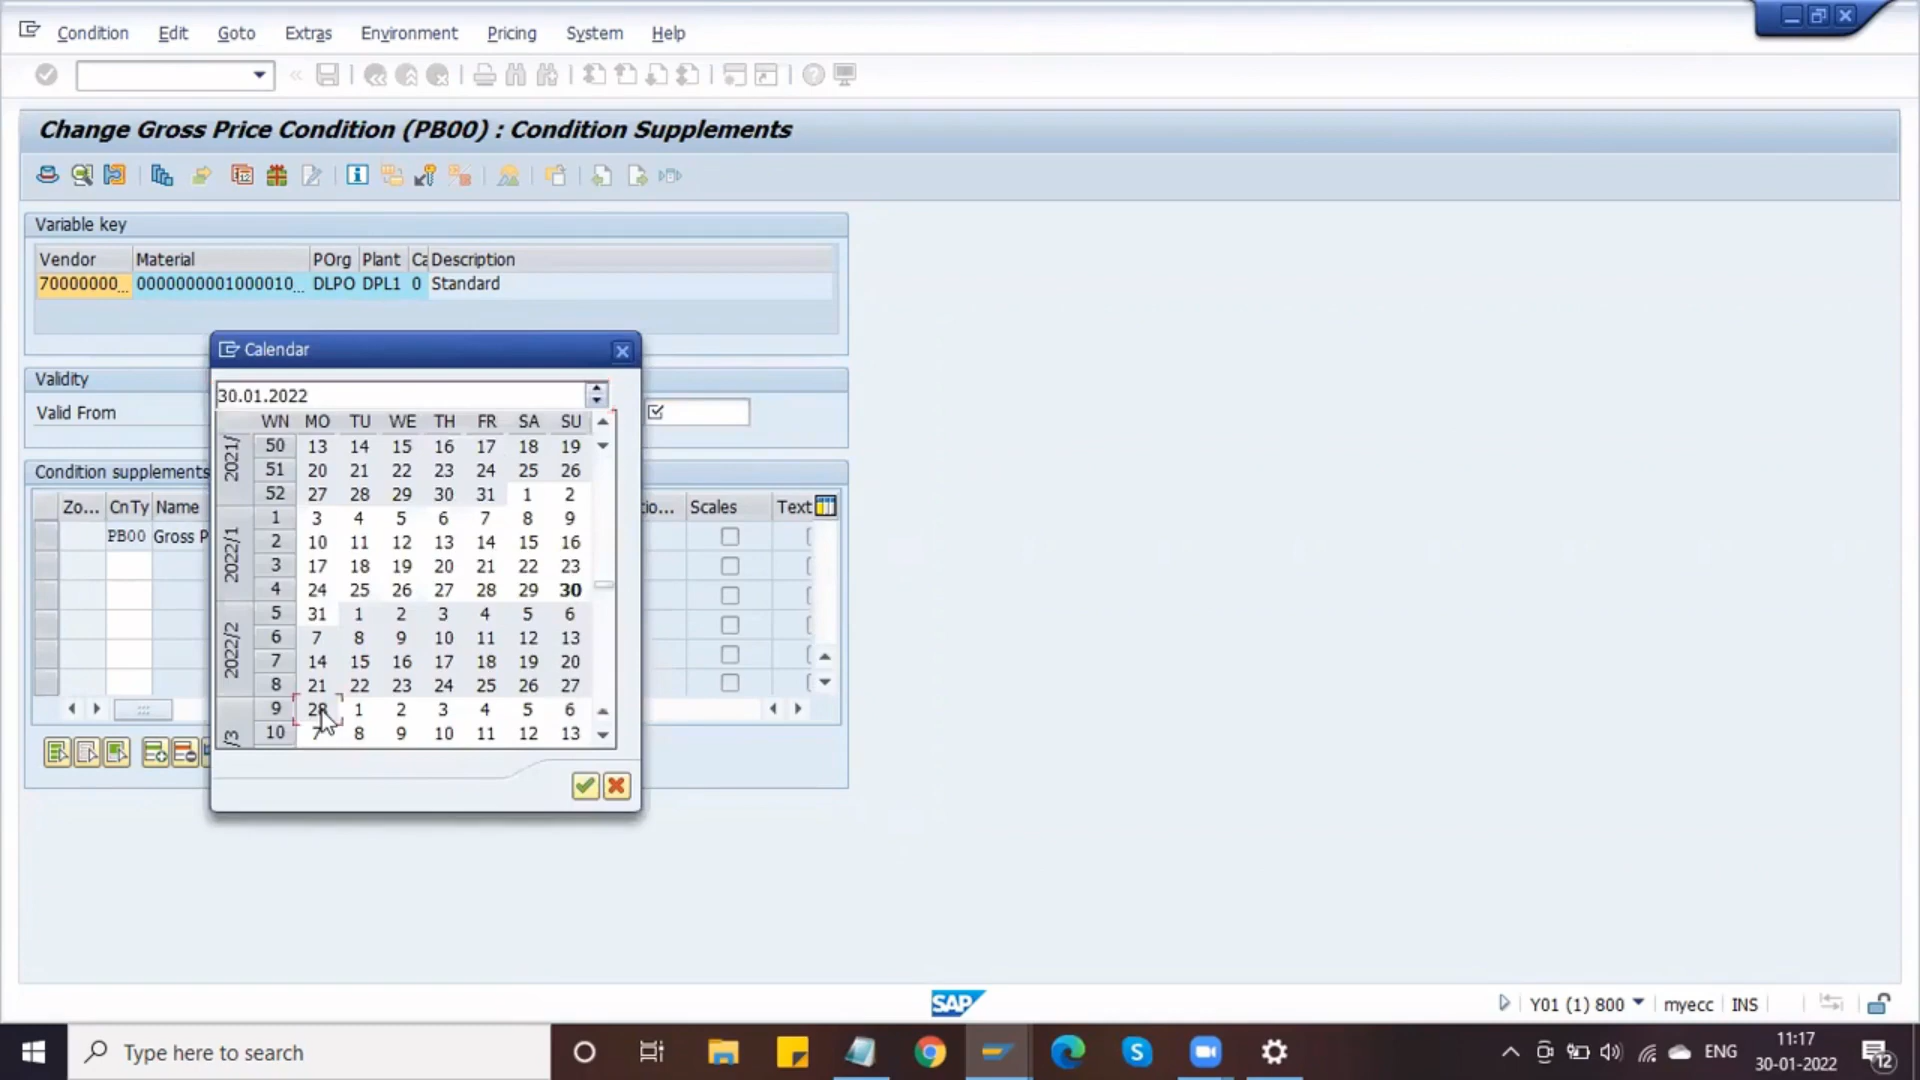 Condition Edit Goto Extras Environment Pricing System Help
Change Gross Price Condition (PB00) : Condition Supplements
Variable key
Vendor Material POrg Plant Ca Description
70000000... 0000000001000010... DLPO DPL1 0 Standard
Calendar
Validity
Valid From
30.01.2022
WN MO TU WE TH FR SA SU
2021/ 50 13 14 15 16 17 18 19
51 20 21 22 23 24 25 26
52 27 28 29 30 31 1 2
2022/1 1 3 4 5 6 7 8 9
2 10 11 12 13 14 15 16
3 17 18 19 20 21 22 23
4 24 25 26 27 28 29 30
2022/2 5 31 1 2 3 4 5 6
6 7 8 9 10 11 12 13
7 14 15 16 17 18 19 20
8 21 22 23 24 25 26 27
/3 9 28 1 2 3 4 5 6
10 7 8 9 10 11 12 13
Condition supplements
Zo... CnTy Name tio... Scales Text
PB00 Gross P
SAP
Y01 (1) 800 myecc INS
Type here to search
ENG
11:17
30-01-2022
12